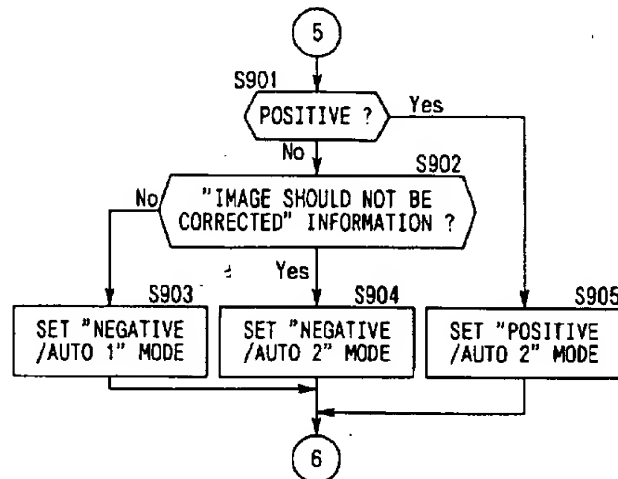 5
S901
POSITIVE ?
Yes
No
S902
No
"IMAGE SHOULD NOT BE
CORRECTED" INFORMATION ?
Yes
S903
SET "NEGATIVE
/AUTO 1" MODE
S904
SET "NEGATIVE
/AUTO 2" MODE
S905
SET "POSITIVE
/AUTO 2" MODE
6